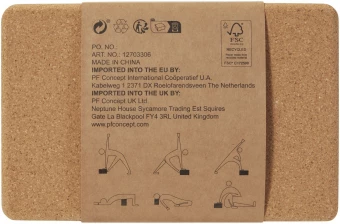 PO. NO.
ART. NO.: 12703306
MADE IN CHINA
IMPORTED INTO THE EU BY:
PF Concept International Coöperatief U.A.
Kabelweg 1 2371 DX Roelofarendsveen The Netherlands
IMPORTED INTO THE UK BY:
PF Concept UK Ltd.
Neptune House Sycamore Trading Est Squires
Gate La Blackpool FY4 3RL United Kingdom
www.pfconcept.com
FSC